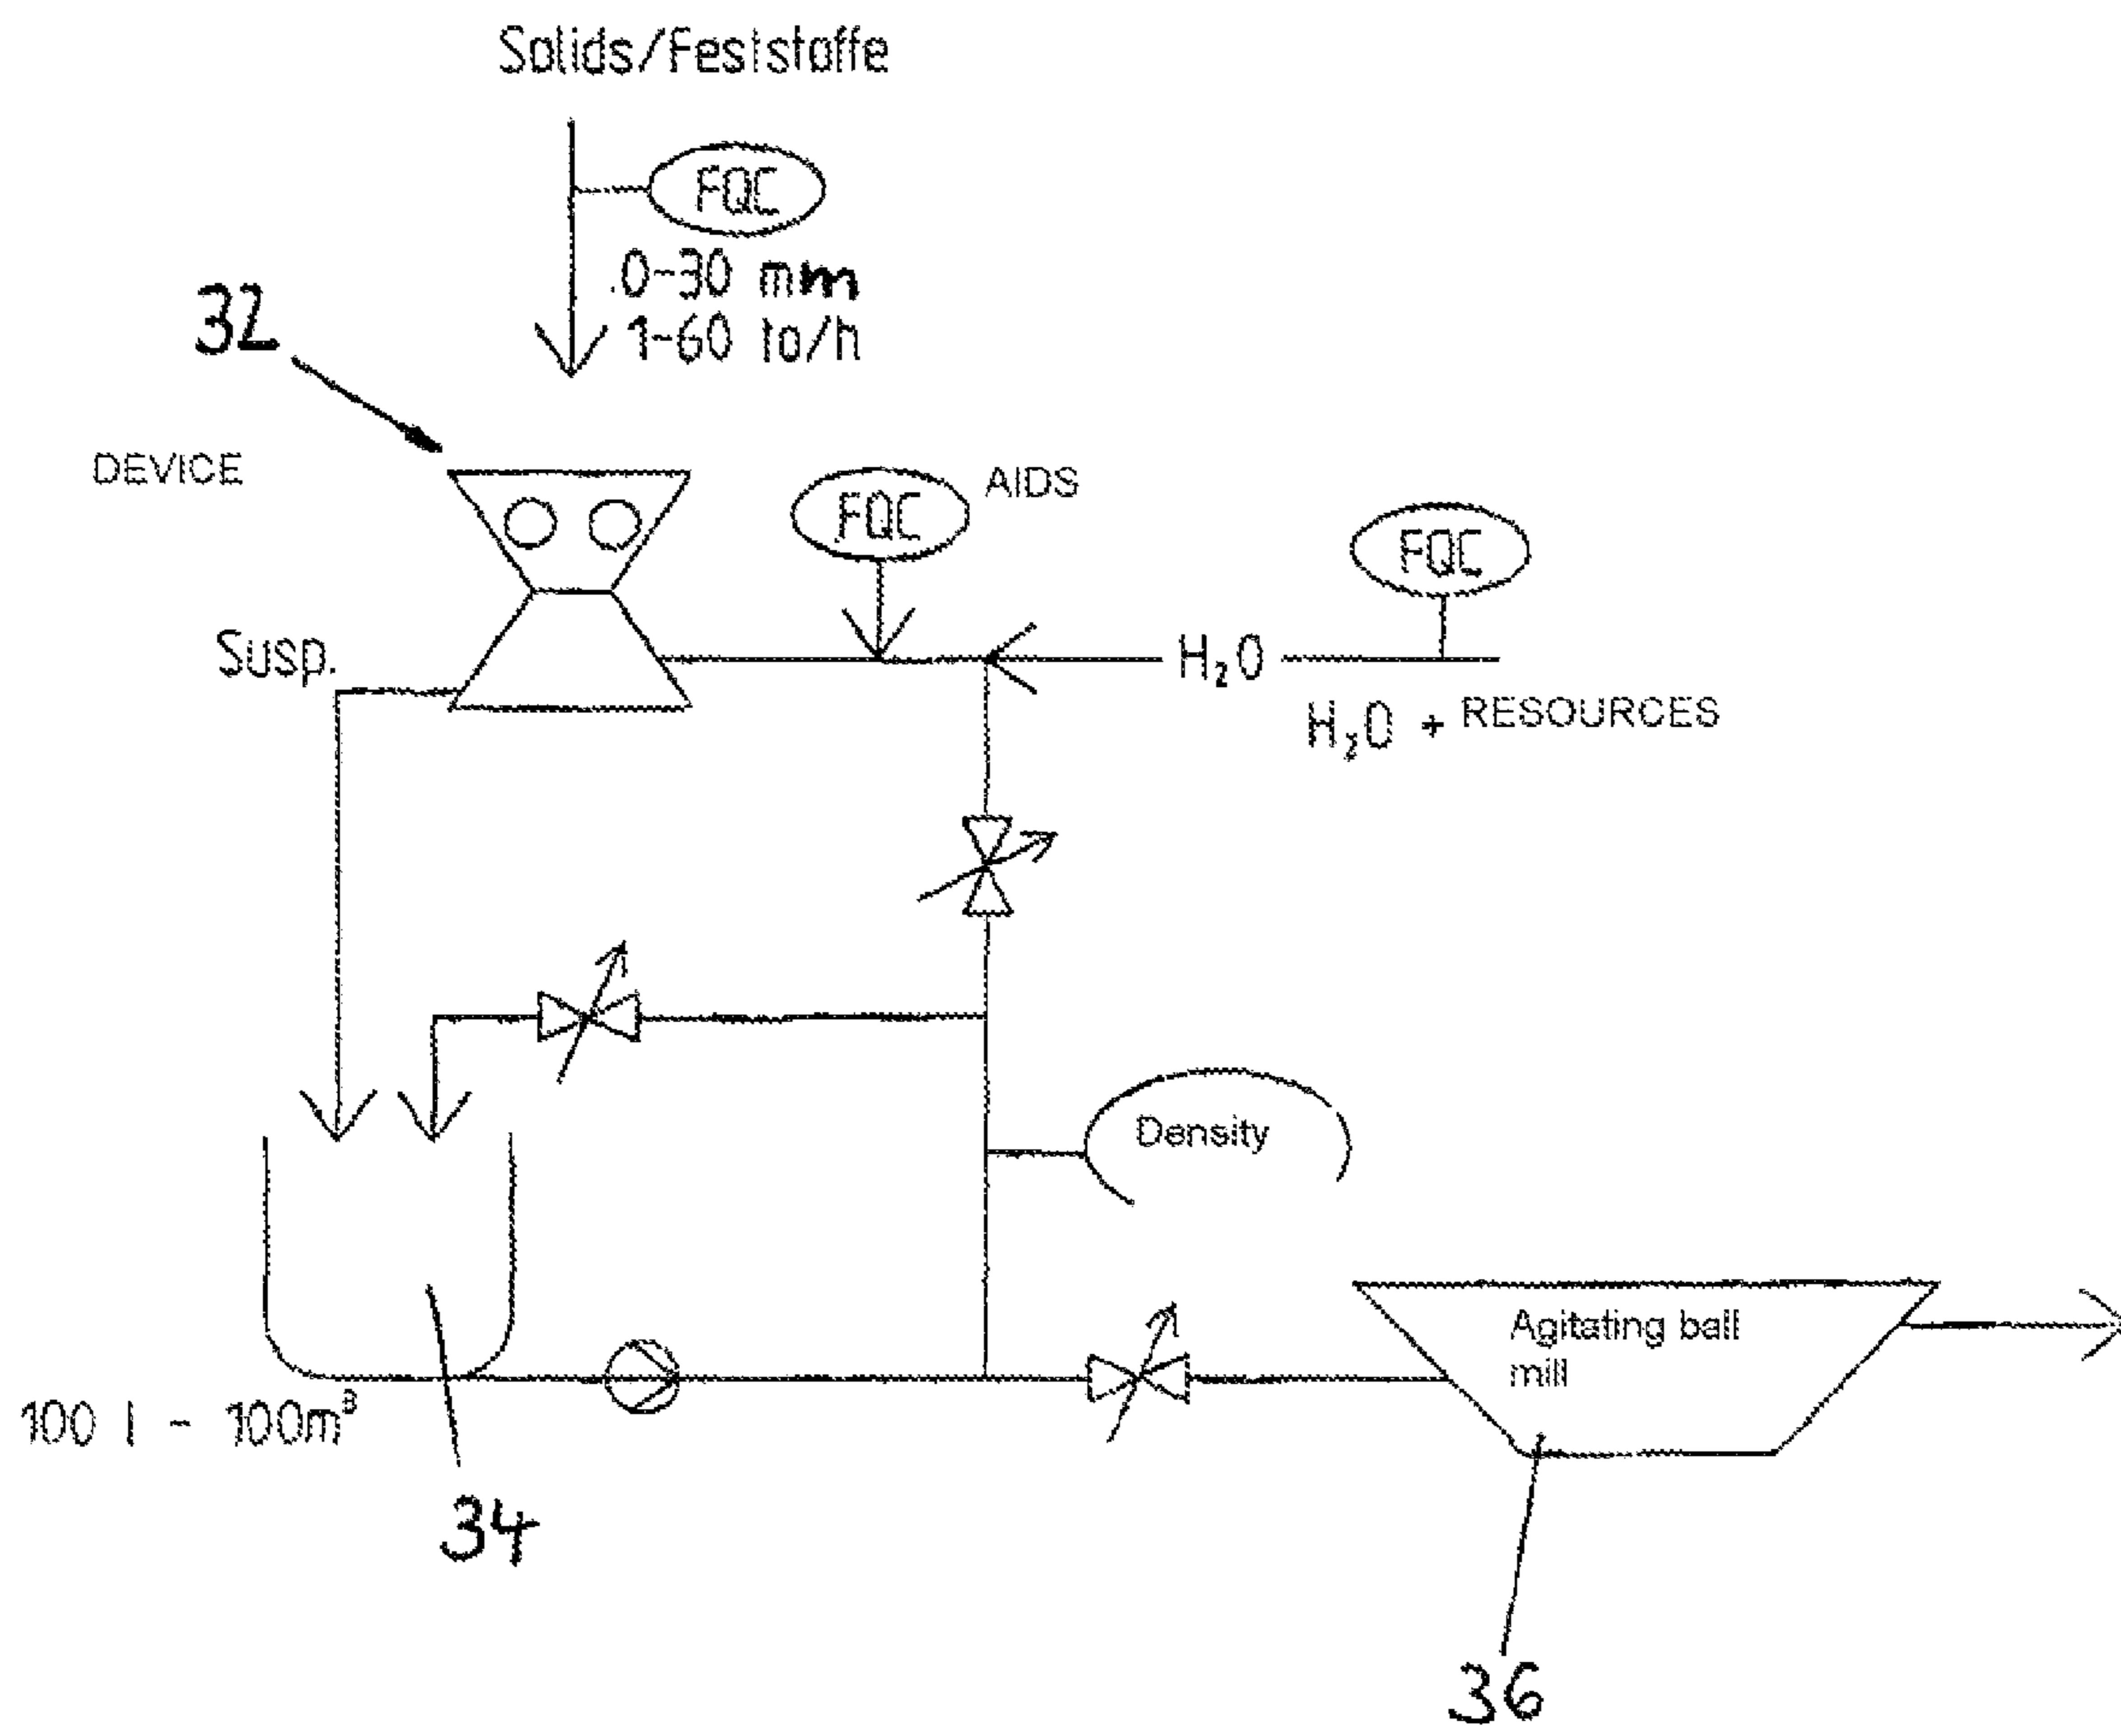 Solids/Feststoffe
FQC
0-30 mm
1-60 to/h
32
DEVICE
FQC
AIDS
FQC
Susp.
H₂O
H₂O + RESOURCES
Density
Agitating ball
mill
100 l - 100m³
34
36